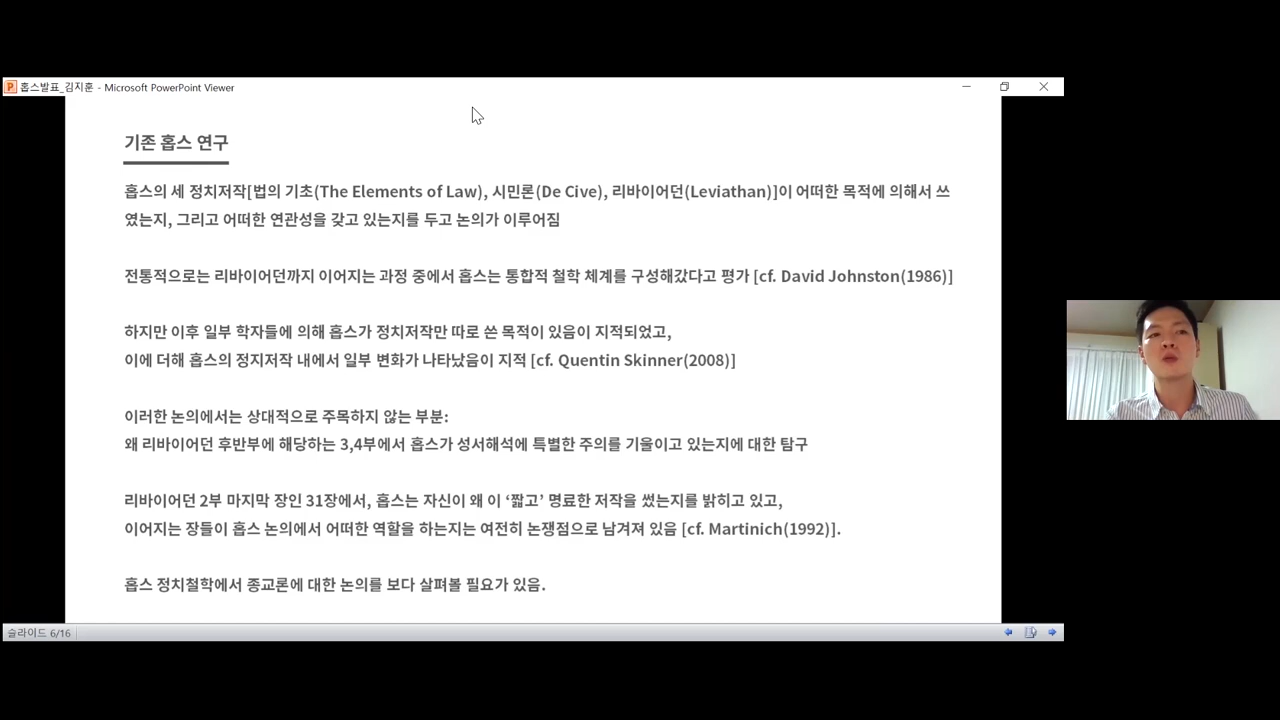 홉스발표_김지훈 - Microsoft PowerPoint Viewer
기존 홉스 연구
홉스의 세 정치저작[법의 기초(The Elements of Law), 시민론(De Cive), 리바이어던(Leviathan)]이 어떠한 목적에 의해서 쓰
였는지, 그리고 어떠한 연관성을 갖고 있는지를 두고 논의가 이루어짐
전통적으로는 리바이어던까지 이어지는 과정 중에서 홉스는 통합적 철학 체계를 구성해갔다고 평가 [cf. David Johnston(1986)]
하지만 이후 일부 학자들에 의해 홉스가 정치저작만 따로 쓴 목적이 있음이 지적되었고,
이에 더해 홉스의 정지저작 내에서 일부 변화가 나타났음이 지적 [cf. Quentin Skinner(2008)]
이러한 논의에서는 상대적으로 주목하지 않는 부분:
왜 리바이어던 후반부에 해당하는 3,4부에서 홉스가 성서해석에 특별한 주의를 기울이고 있는지에 대한 탐구
리바이어던 2부 마지막 장인 31장에서, 홉스는 자신이 왜 이 ‘짧고’ 명료한 저작을 썼는지를 밝히고 있고,
이어지는 장들이 홉스 논의에서 어떠한 역할을 하는지는 여전히 논쟁점으로 남겨져 있음 [cf. Martinich(1992)].
홉스 정치철학에서 종교론에 대한 논의를 보다 살펴볼 필요가 있음.
슬라이드 6/16